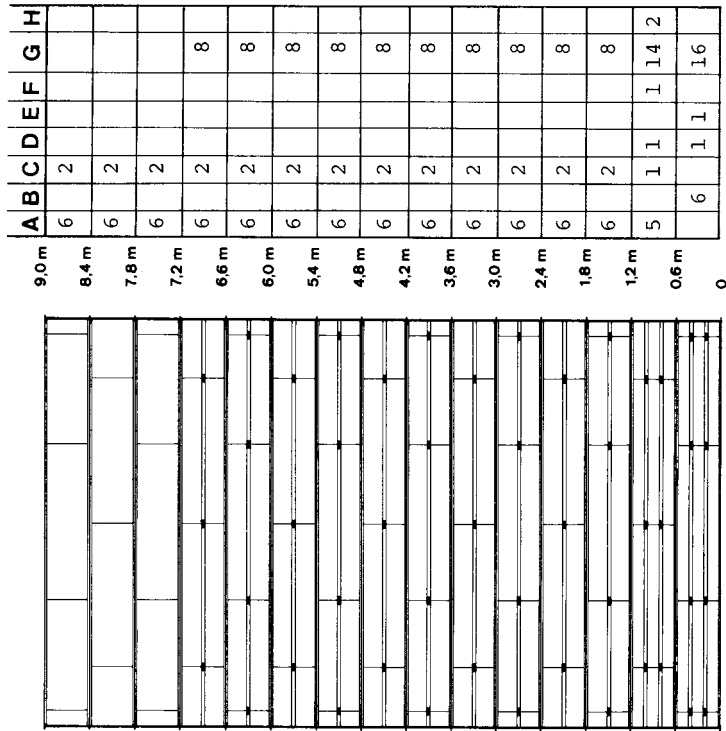 A B C D E F G H
9,0 m
6 2
8,4 m
6 2
7,8 m
6 2
7,2 m
6 2 8
6,6 m
6 2 8
6,0 m
6 2 8
5,4 m
6 2 8
4,8 m
6 2 8
4,2 m
6 2 8
3,6 m
6 2 8
3,0 m
6 2 8
2,4 m
6 2 8
1,8 m
6 2 8
1,2 m
5 1 1 1 14 2
0,6 m
6 1 1 16
0